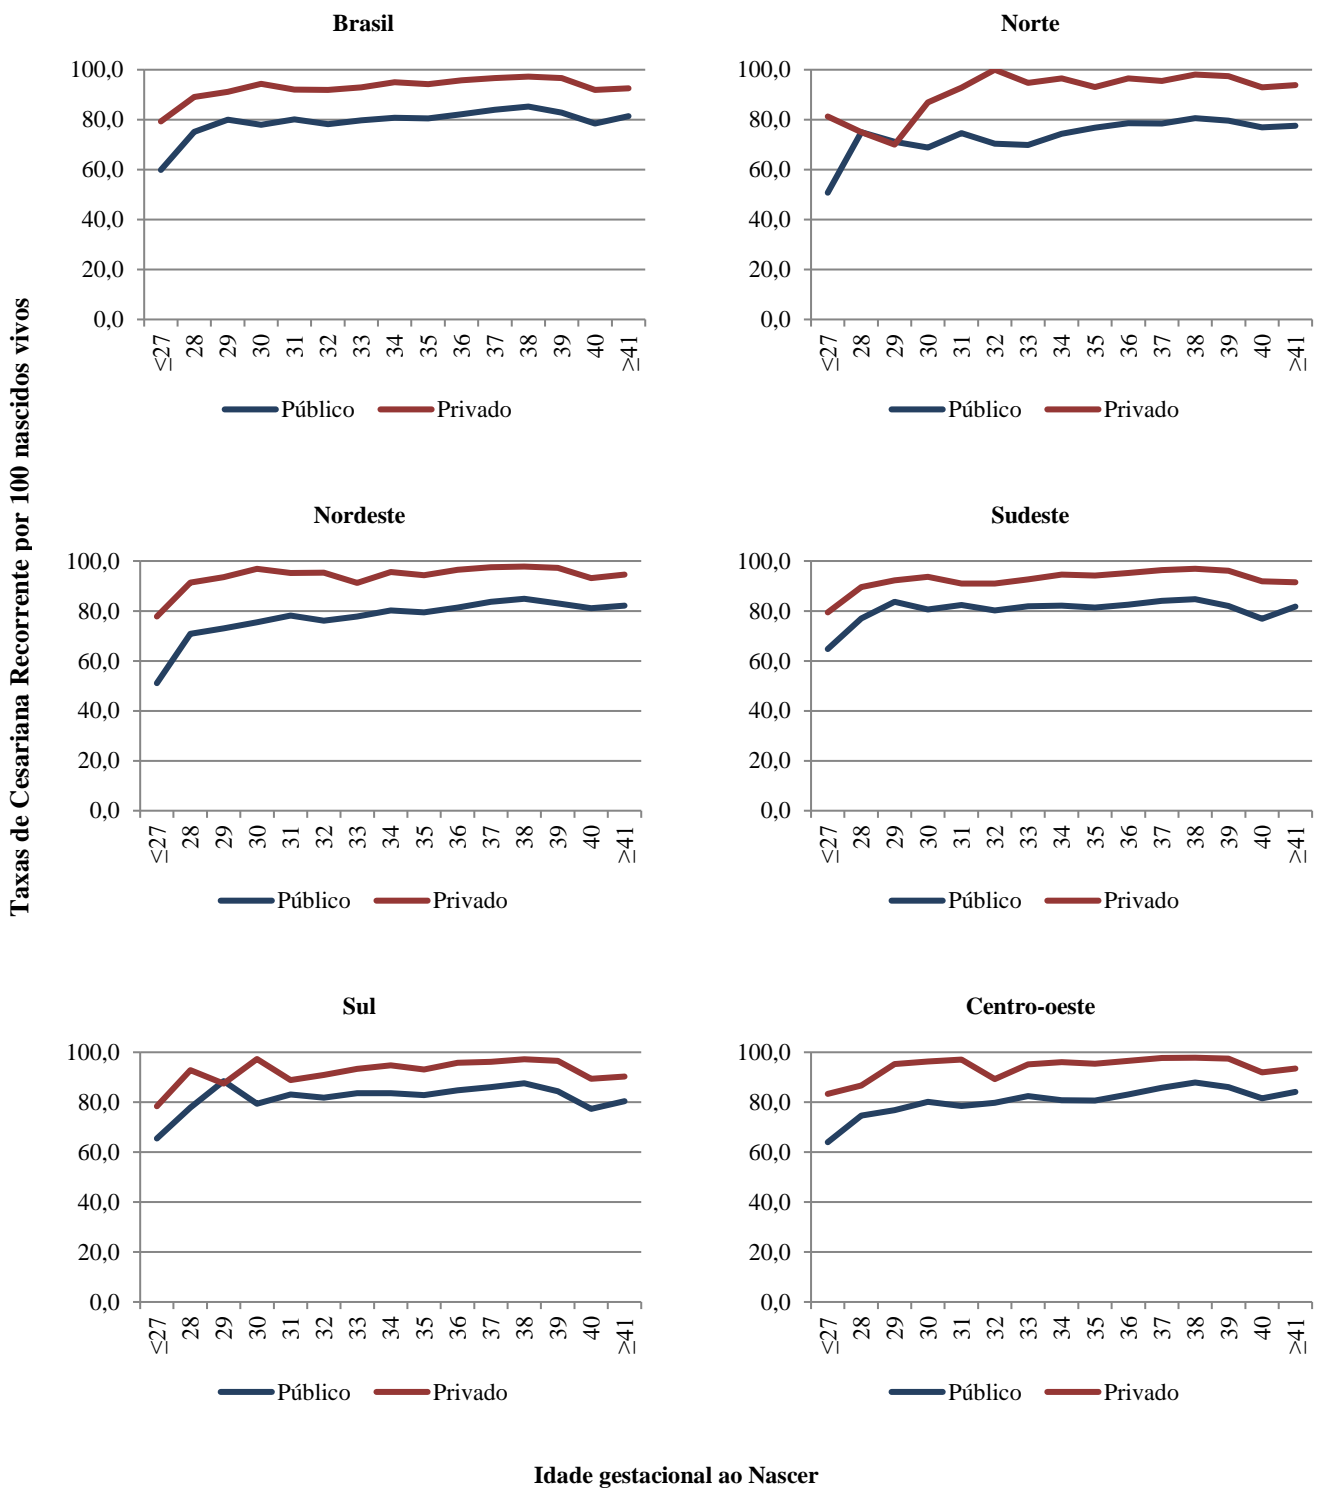 Taxas de Cesariana Recorrente por 100 nascidos vivos
Brasil
100,0
80,0
60,0
40,0
20,0
0,0
≤27 28 29 30 31 32 33 34 35 36 37 38 39 40 ≥41
Público Privado
Norte
100,0
80,0
60,0
40,0
20,0
0,0
≤27 28 29 30 31 32 33 34 35 36 37 38 39 40 ≥41
Público Privado
Nordeste
100,0
80,0
60,0
40,0
20,0
0,0
≤27 28 29 30 31 32 33 34 35 36 37 38 39 40 ≥41
Público Privado
Sudeste
100,0
80,0
60,0
40,0
20,0
0,0
≤27 28 29 30 31 32 33 34 35 36 37 38 39 40 ≥41
Público Privado
Sul
100,0
80,0
60,0
40,0
20,0
0,0
≤27 28 29 30 31 32 33 34 35 36 37 38 39 40 ≥41
Público Privado
Centro-oeste
100,0
80,0
60,0
40,0
20,0
0,0
≤27 28 29 30 31 32 33 34 35 36 37 38 39 40 ≥41
Público Privado
Idade gestacional ao Nascer